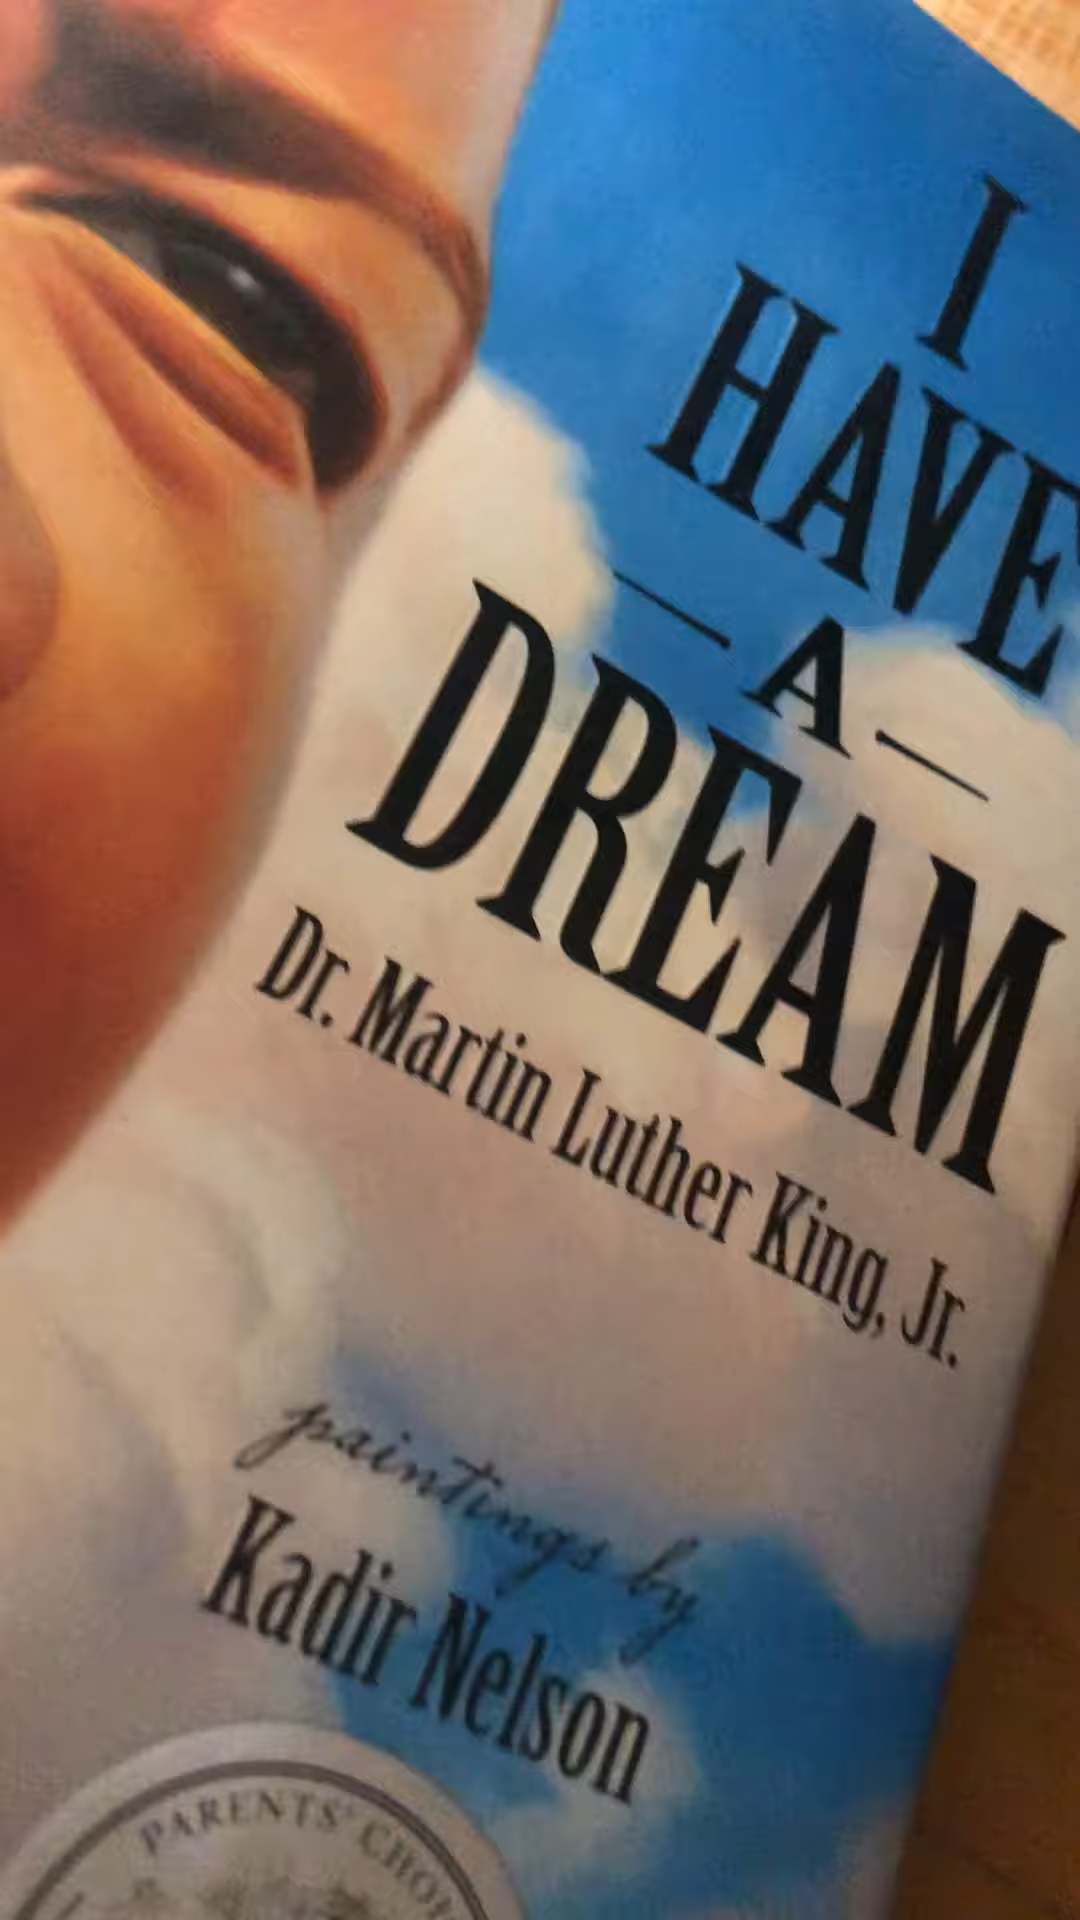 I
HAVE
A
DREAM
Dr. Martin Luther King, Jr.
paintings by
Kadir Nelson
PARENTS'